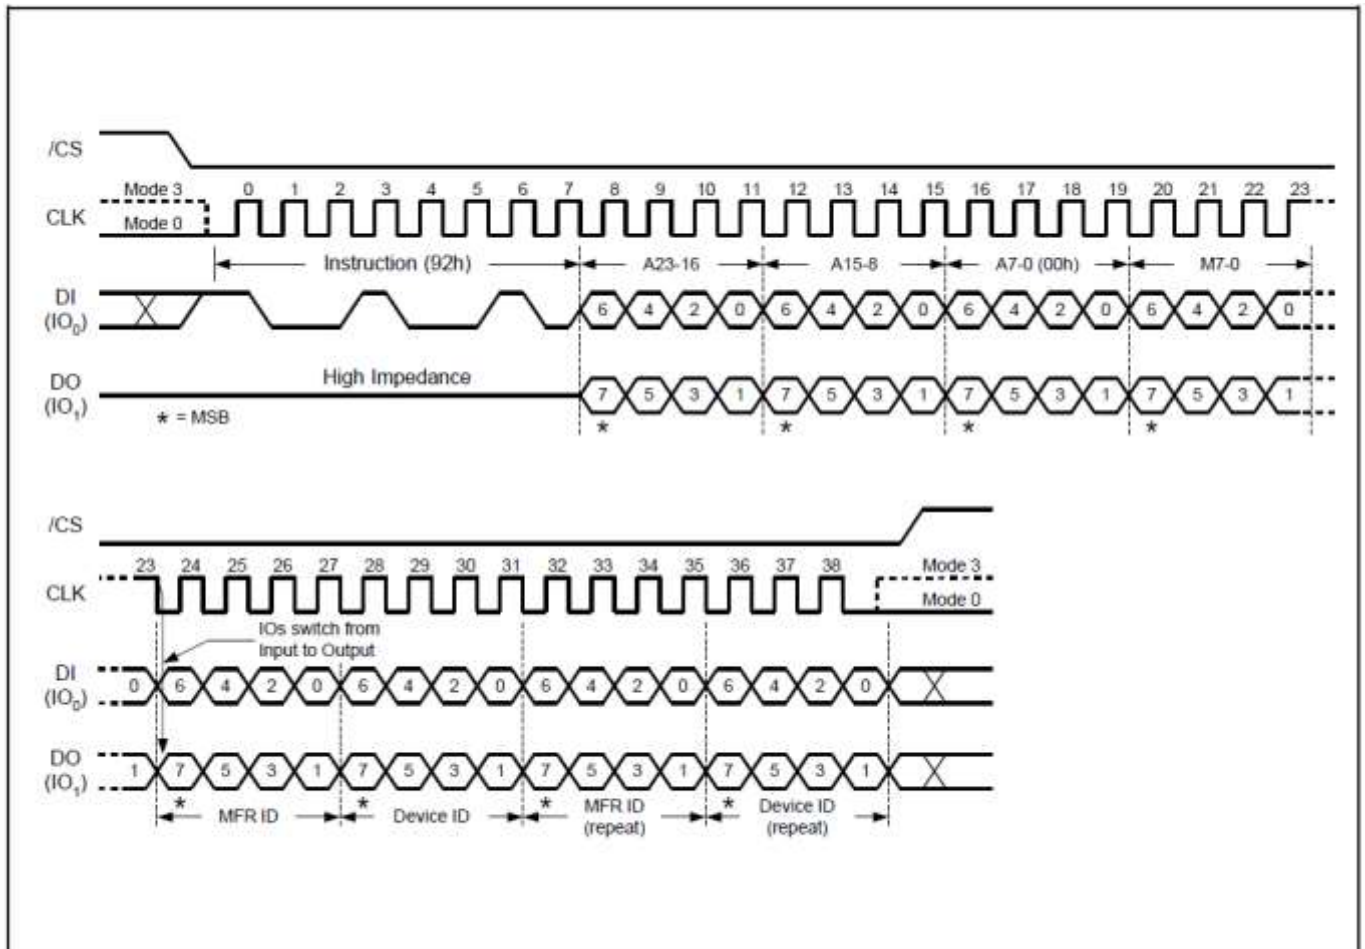 /CS
Mode 3 0 1 2 3 4 5 6 7 8 9 10 11 12 13 14 15 16 17 18 19 20 21 22 23
CLK
Mode 0
Instruction (92h) A23-16 A15-8 A7-0 (00h) M7-0
DI
(IO0) 6 4 2 0 6 4 2 0 6 4 2 0 6 4 2 0
DO High Impedance
(IO1) 7 5 3 1 7 5 3 1 7 5 3 1 7 5 3 1
* = MSB * * * *
/CS
23 24 25 26 27 28 29 30 31 32 33 34 35 36 37 38 Mode 3
CLK
Mode 0
IOs switch from
Input to Output
DI
(IO0) 0 6 4 2 0 6 4 2 0 6 4 2 0 6 4 2 0
DO
(IO1) 1 7 5 3 1 7 5 3 1 7 5 3 1 7 5 3 1
* * * *
MFR ID Device ID MFR ID Device ID
(repeat) (repeat)